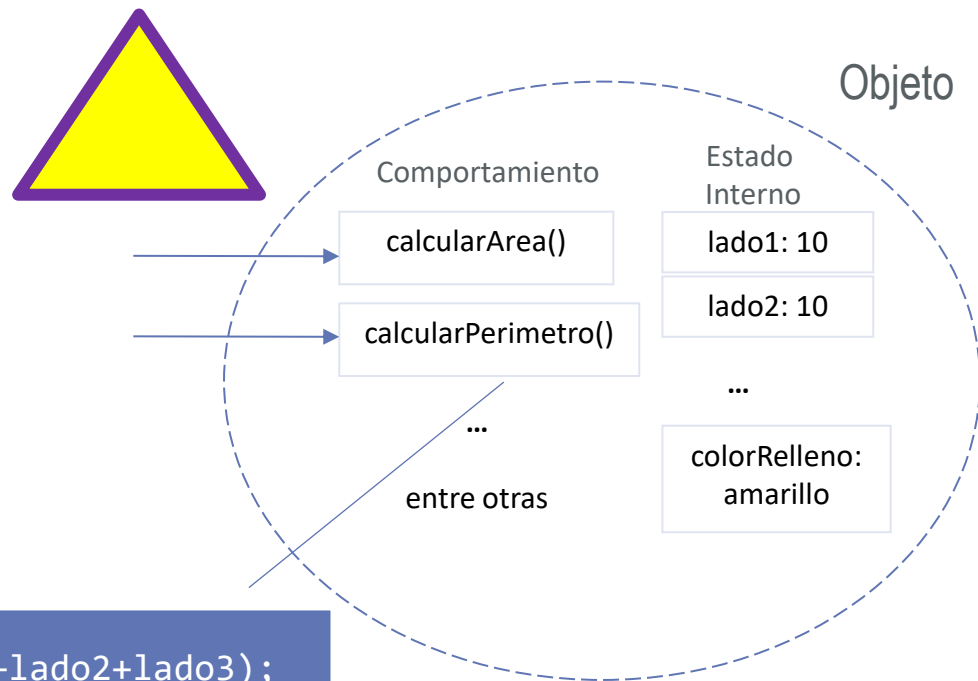 Objeto
Comportamiento
Estado
Interno
calcularArea()
lado1: 10
lado2: 10
calcularPerimetro()
...
...
colorRelleno:
amarillo
entre otras
+lado2+lado3);